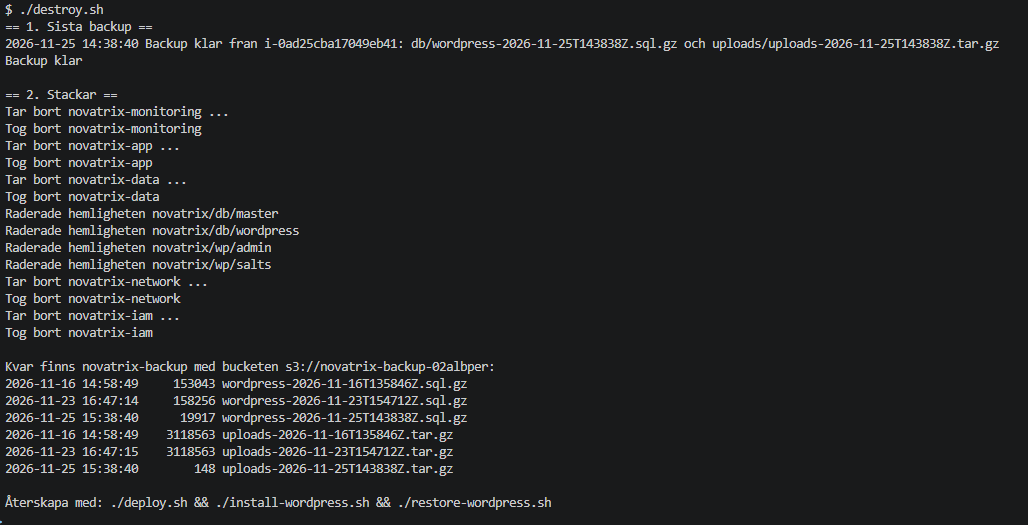 $ ./destroy.sh
== 1. Sista backup ==
2026-11-25 14:38:40 Backup klar fran i-0ad25cba17049eb41: db/wordpress-2026-11-25T143838Z.sql.gz och uploads/uploads-2026-11-25T143838Z.tar.gz
Backup klar
== 2. Stackar ==
Tar bort novatrix-monitoring ...
Tog bort novatrix-monitoring
Tar bort novatrix-app ...
Tog bort novatrix-app
Tar bort novatrix-data ...
Tog bort novatrix-data
Raderade hemligheten novatrix/db/master
Raderade hemligheten novatrix/db/wordpress
Raderade hemligheten novatrix/wp/admin
Raderade hemligheten novatrix/wp/salts
Tar bort novatrix-network ...
Tog bort novatrix-network
Tar bort novatrix-iam ...
Tog bort novatrix-iam
Kvar finns novatrix-backup med bucketen s3://novatrix-backup-02albper:
2026-11-16 14:58:49     153043 wordpress-2026-11-16T135846Z.sql.gz
2026-11-23 16:47:14     158256 wordpress-2026-11-23T154712Z.sql.gz
2026-11-25 15:38:40      19917 wordpress-2026-11-25T143838Z.sql.gz
2026-11-16 14:58:49    3118563 uploads-2026-11-16T135846Z.tar.gz
2026-11-23 16:47:15    3118563 uploads-2026-11-23T154712Z.tar.gz
2026-11-25 15:38:40        148 uploads-2026-11-25T143838Z.tar.gz
Återskapa med: ./deploy.sh && ./install-wordpress.sh && ./restore-wordpress.sh